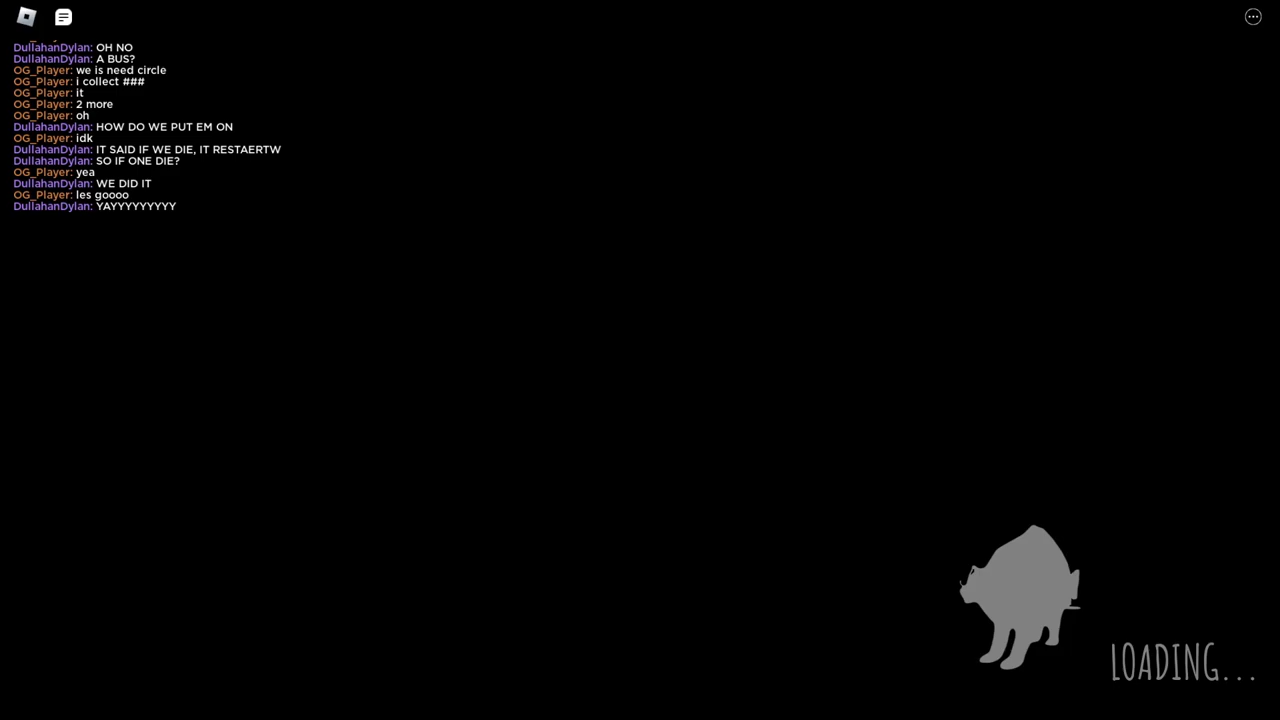 DullahanDylan: OH NO
DullahanDylan: A BUS?
OG_Player: we is need circle
OG_Player: i collect ###
OG_Player: it
OG_Player: 2 more
OG_Player: oh
DullahanDylan: HOW DO WE PUT EM ON
OG_Player: idk
DullahanDylan: IT SAID IF WE DIE, IT RESTAERTW
DullahanDylan: SO IF ONE DIE?
OG_Player: yea
DullahanDylan: WE DID IT
OG_Player: les goooo
DullahanDylan: YAYYYYYYYYY
LOADING...